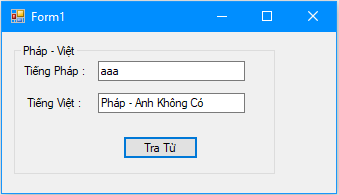 Form1
Pháp - Việt
Tiếng Pháp : aaa
Tiếng Việt : Pháp - Anh Không Có
Tra Từ